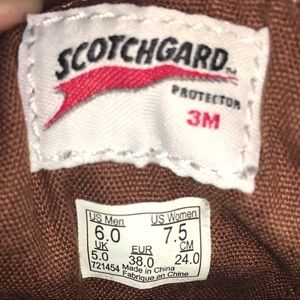 SCOTCHGARD™
PROTECTOR
3M
US Men US Women
6.0 7.5
UK EUR CM
5.0 38.0 24.0
721454 Made in China
Fabriqué en Chine